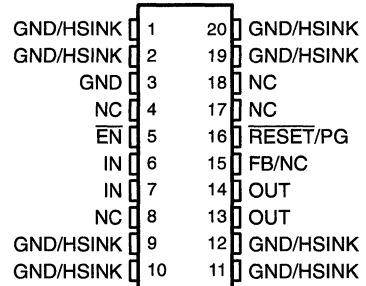 GND/HSINK 1 20 GND/HSINK
GND/HSINK 2 19 GND/HSINK
GND 3 18 NC
NC 4 17 NC
EN 5 16 RESET/PG
IN 6 15 FB/NC
IN 7 14 OUT
NC 8 13 OUT
GND/HSINK 9 12 GND/HSINK
GND/HSINK 10 11 GND/HSINK